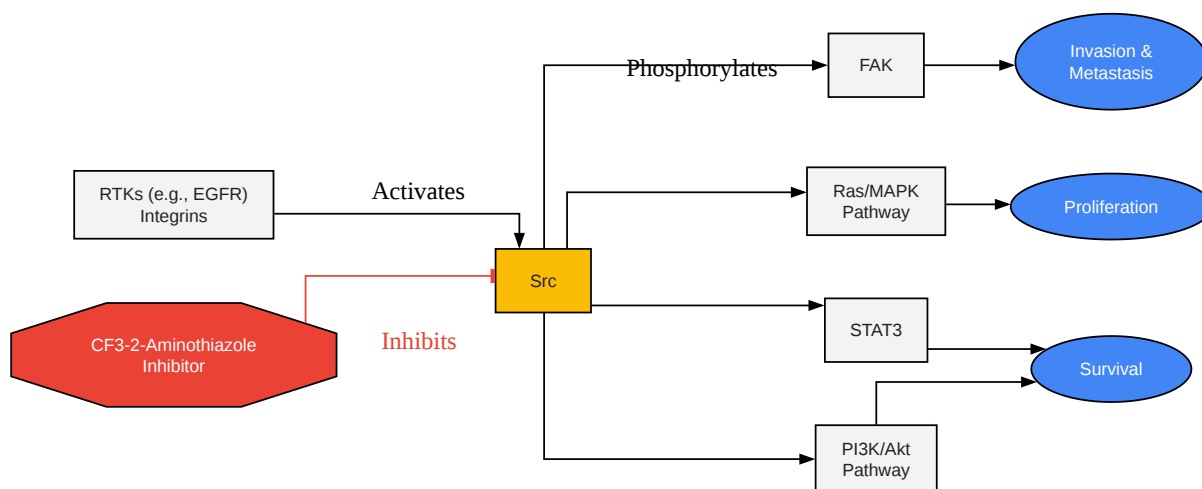 Phosphorylates
FAK
Invasion &
Metastasis
RTKs (e.g., EGFR)
Integrins
Activates
Ras/MAPK
Pathway
Proliferation
Src
CF3-2-Aminothiazole
Inhibitor
Inhibits
STAT3
Survival
PI3K/Akt
Pathway